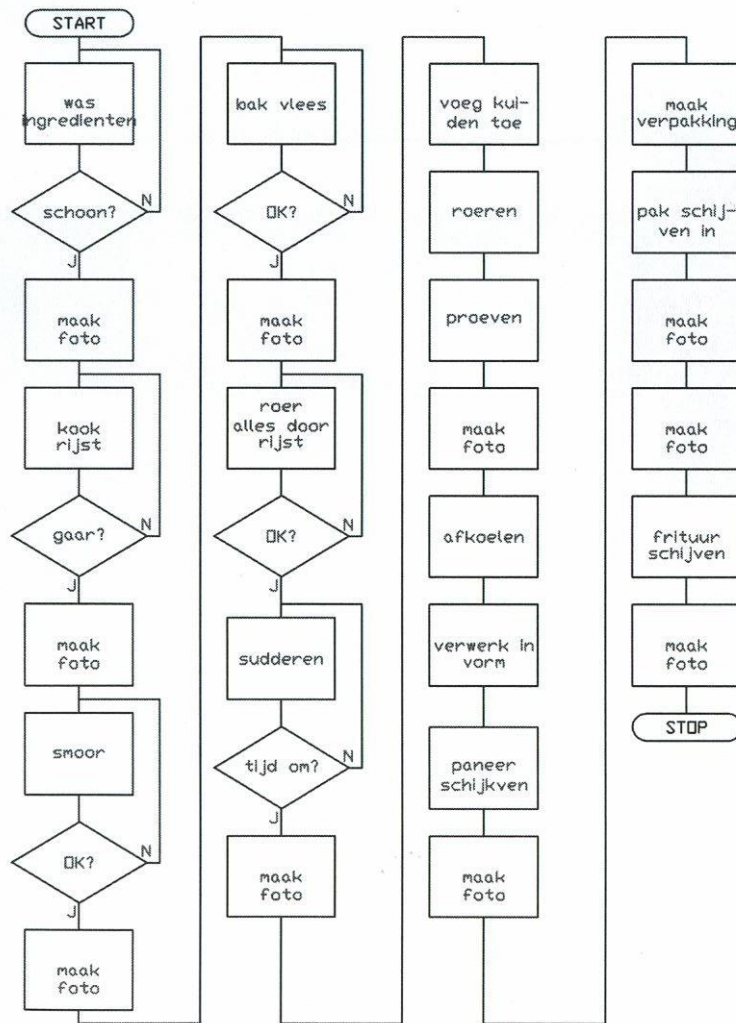 START
was
ingredienten
schoon?
N
J
maak
foto
kook
rijst
gaar?
N
J
maak
foto
smoor
OK?
N
J
maak
foto
bak vlees
OK?
N
J
maak
foto
roer
alles door
rijst
OK?
N
J
sudderen
tijd om?
N
J
maak
foto
voeg kui-
den toe
roeren
proeven
maak
foto
afkoelen
verwerk in
vorm
paneer
schijkven
maak
foto
maak
verpakking
pak schij-
ven in
maak
foto
maak
foto
frituur
schijven
maak
foto
STOP